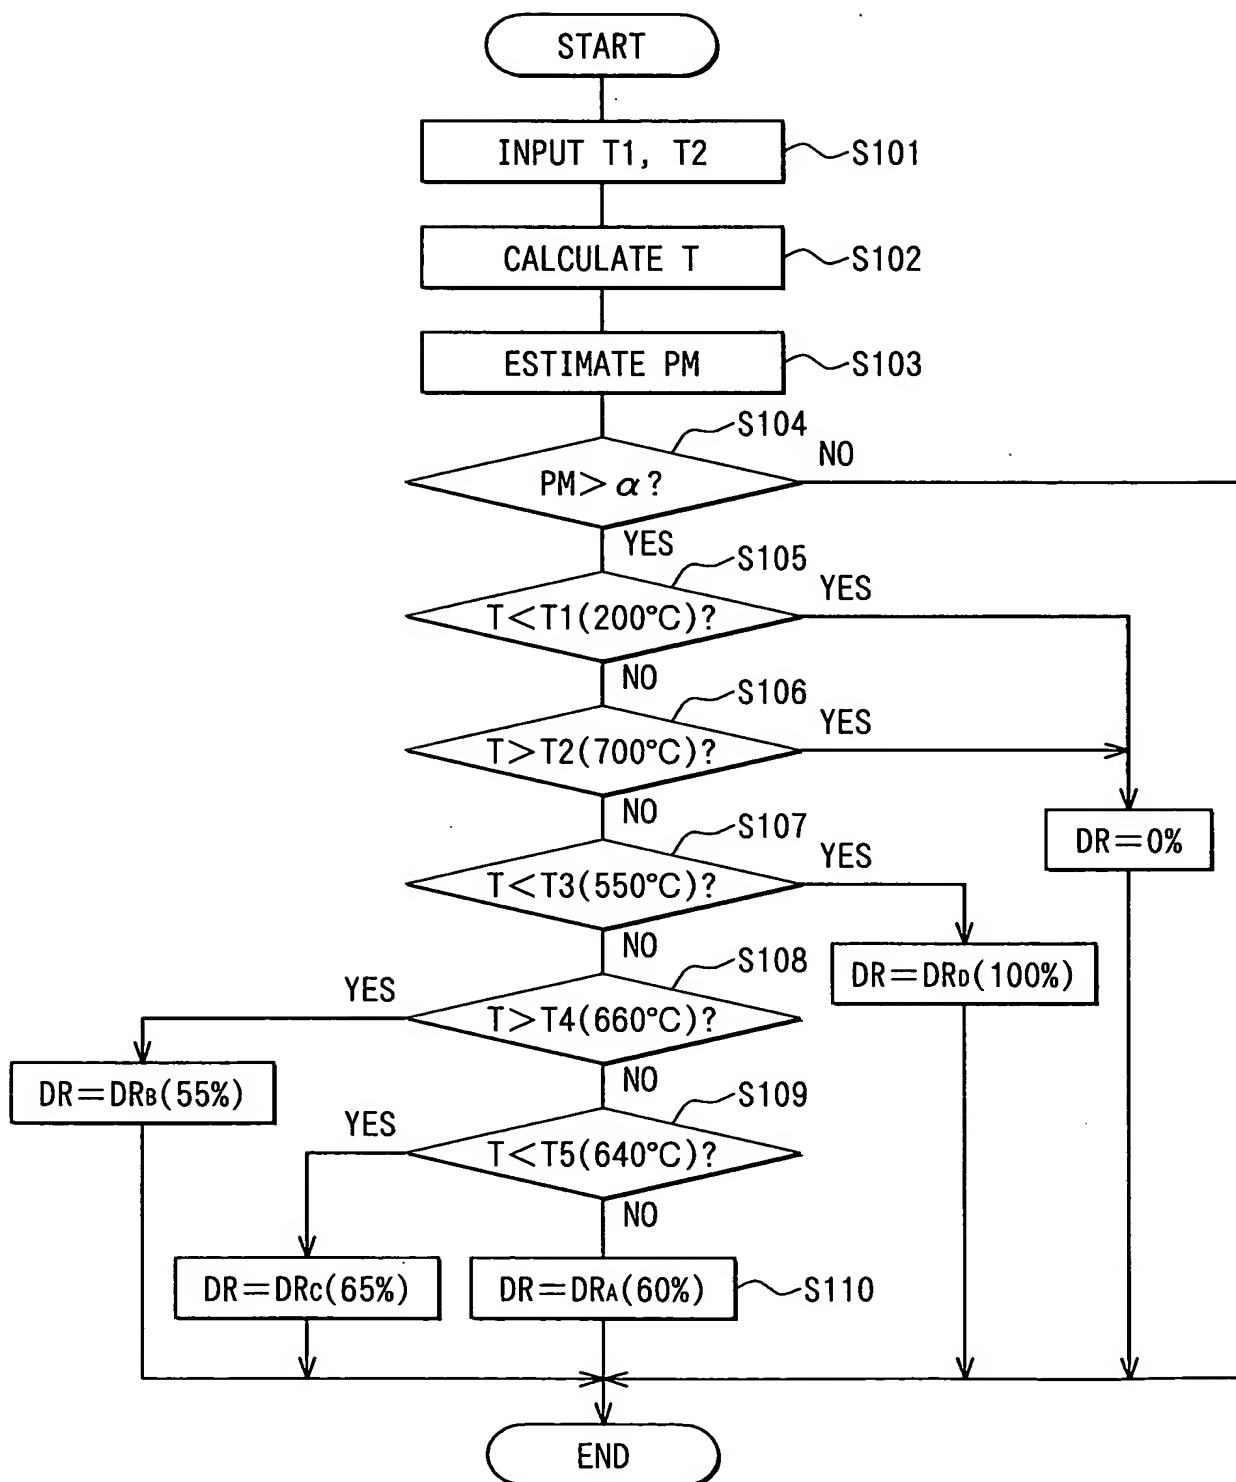 START
INPUT T1, T2
S101
CALCULATE T
S102
ESTIMATE PM
S103
S104
PM>α?
NO
YES
S105
T<T1(200°C)?
YES
NO
S106
T>T2(700°C)?
YES
NO
DR=0%
S107
T<T3(550°C)?
YES
NO
DR=DRD(100%)
S108
T>T4(660°C)?
YES
NO
DR=DRB(55%)
S109
T<T5(640°C)?
YES
NO
DR=DRC(65%)
DR=DRA(60%)
S110
END